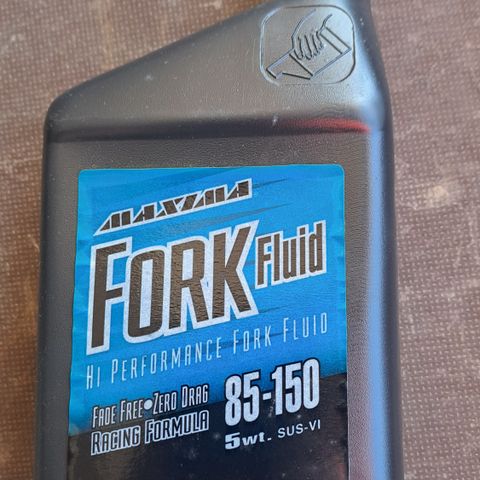 MAXIMA
FORK Fluid
HI PERFORMANCE FORK FLUID
FADE FREE•ZERO DRAG
RACING FORMULA
85-150
5wt. SUS-VI